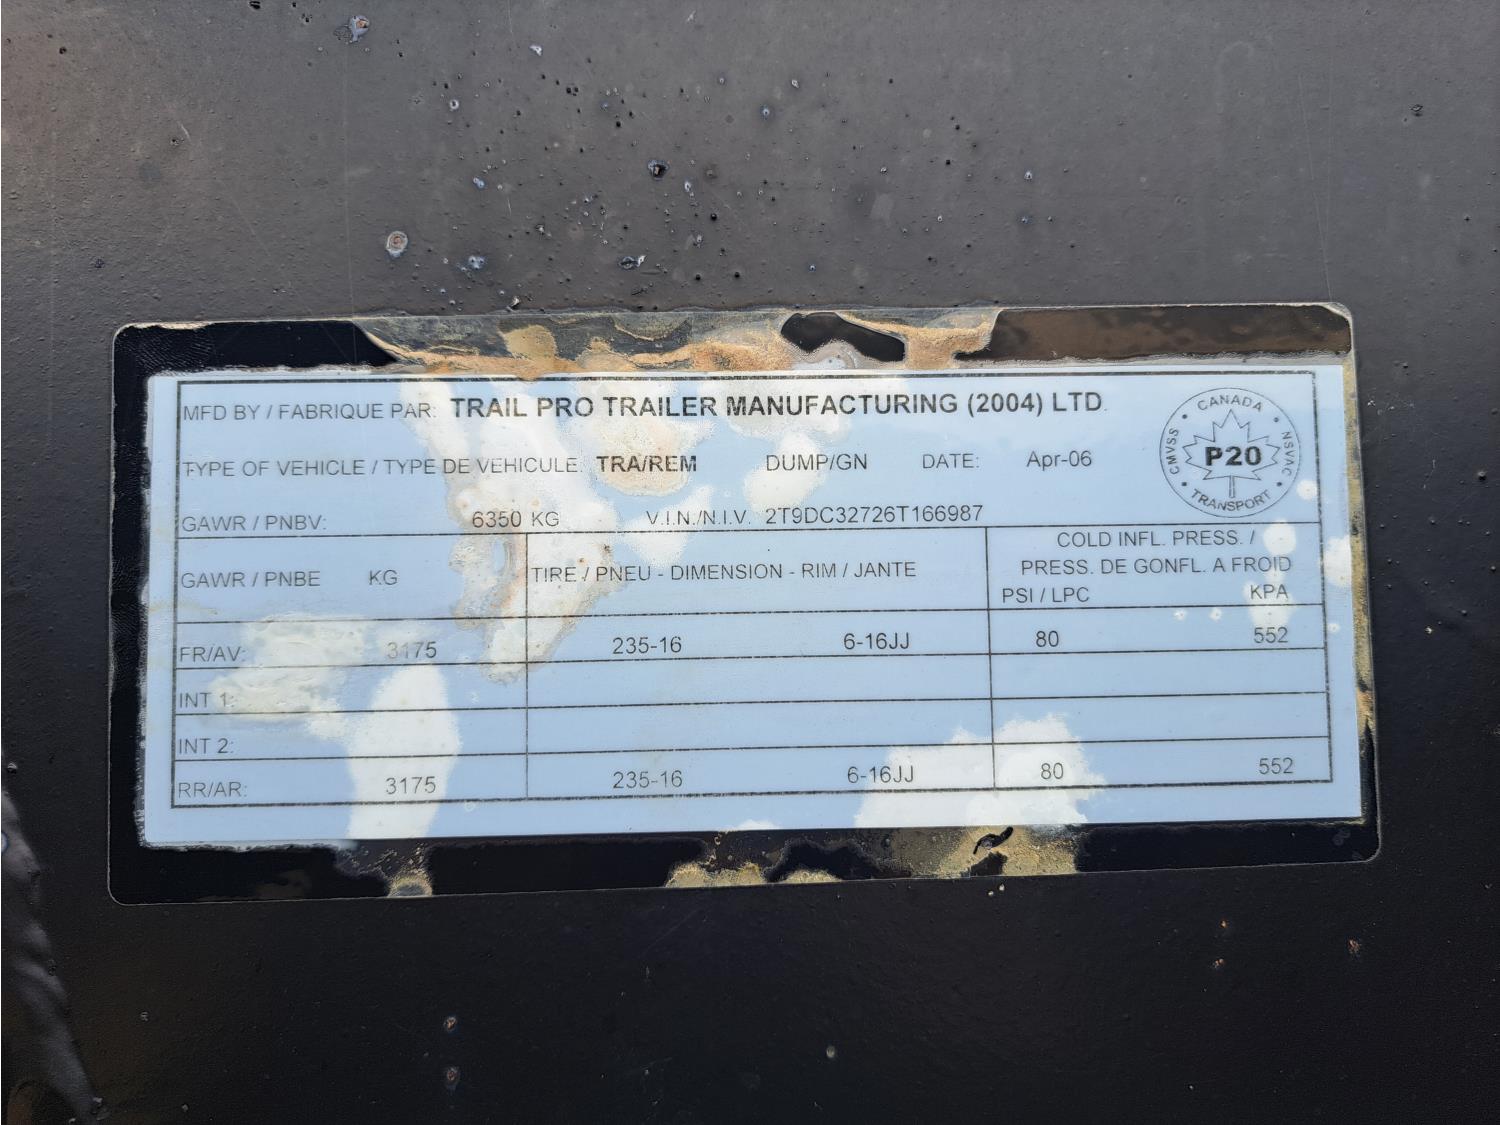 MFD BY / FABRIQUE PAR: TRAIL PRO TRAILER MANUFACTURING (2004) LTD.
TYPE OF VEHICLE / TYPE DE VEHICULE: TRA/REM DUMP/GN DATE: Apr-06
GAWR / PNBV: 6350 KG V.I.N./N.I.V. 2T9DC32726T166987
CANADA
CMVSS P20 NSVAC
TRANSPORT
GAWR / PNBE KG TIRE / PNEU - DIMENSION - RIM / JANTE
COLD INFL. PRESS. /
PRESS. DE GONFL. A FROID
PSI / LPC KPA
FR/AV: 3175 235-16 6-16JJ 80 552
INT 1:
INT 2:
RR/AR: 3175 235-16 6-16JJ 80 552